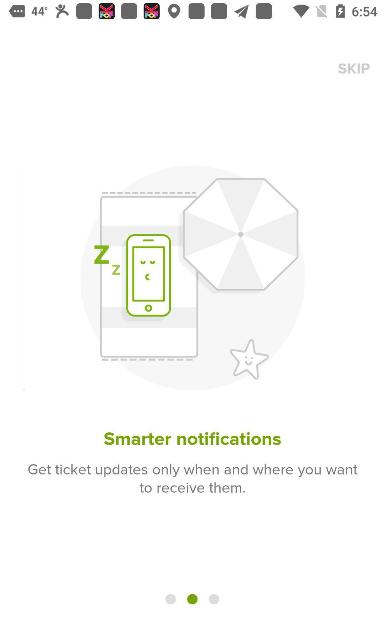 44° 6:54
SKIP
Z
z
Smarter notifications
Get ticket updates only when and where you want
to receive them.